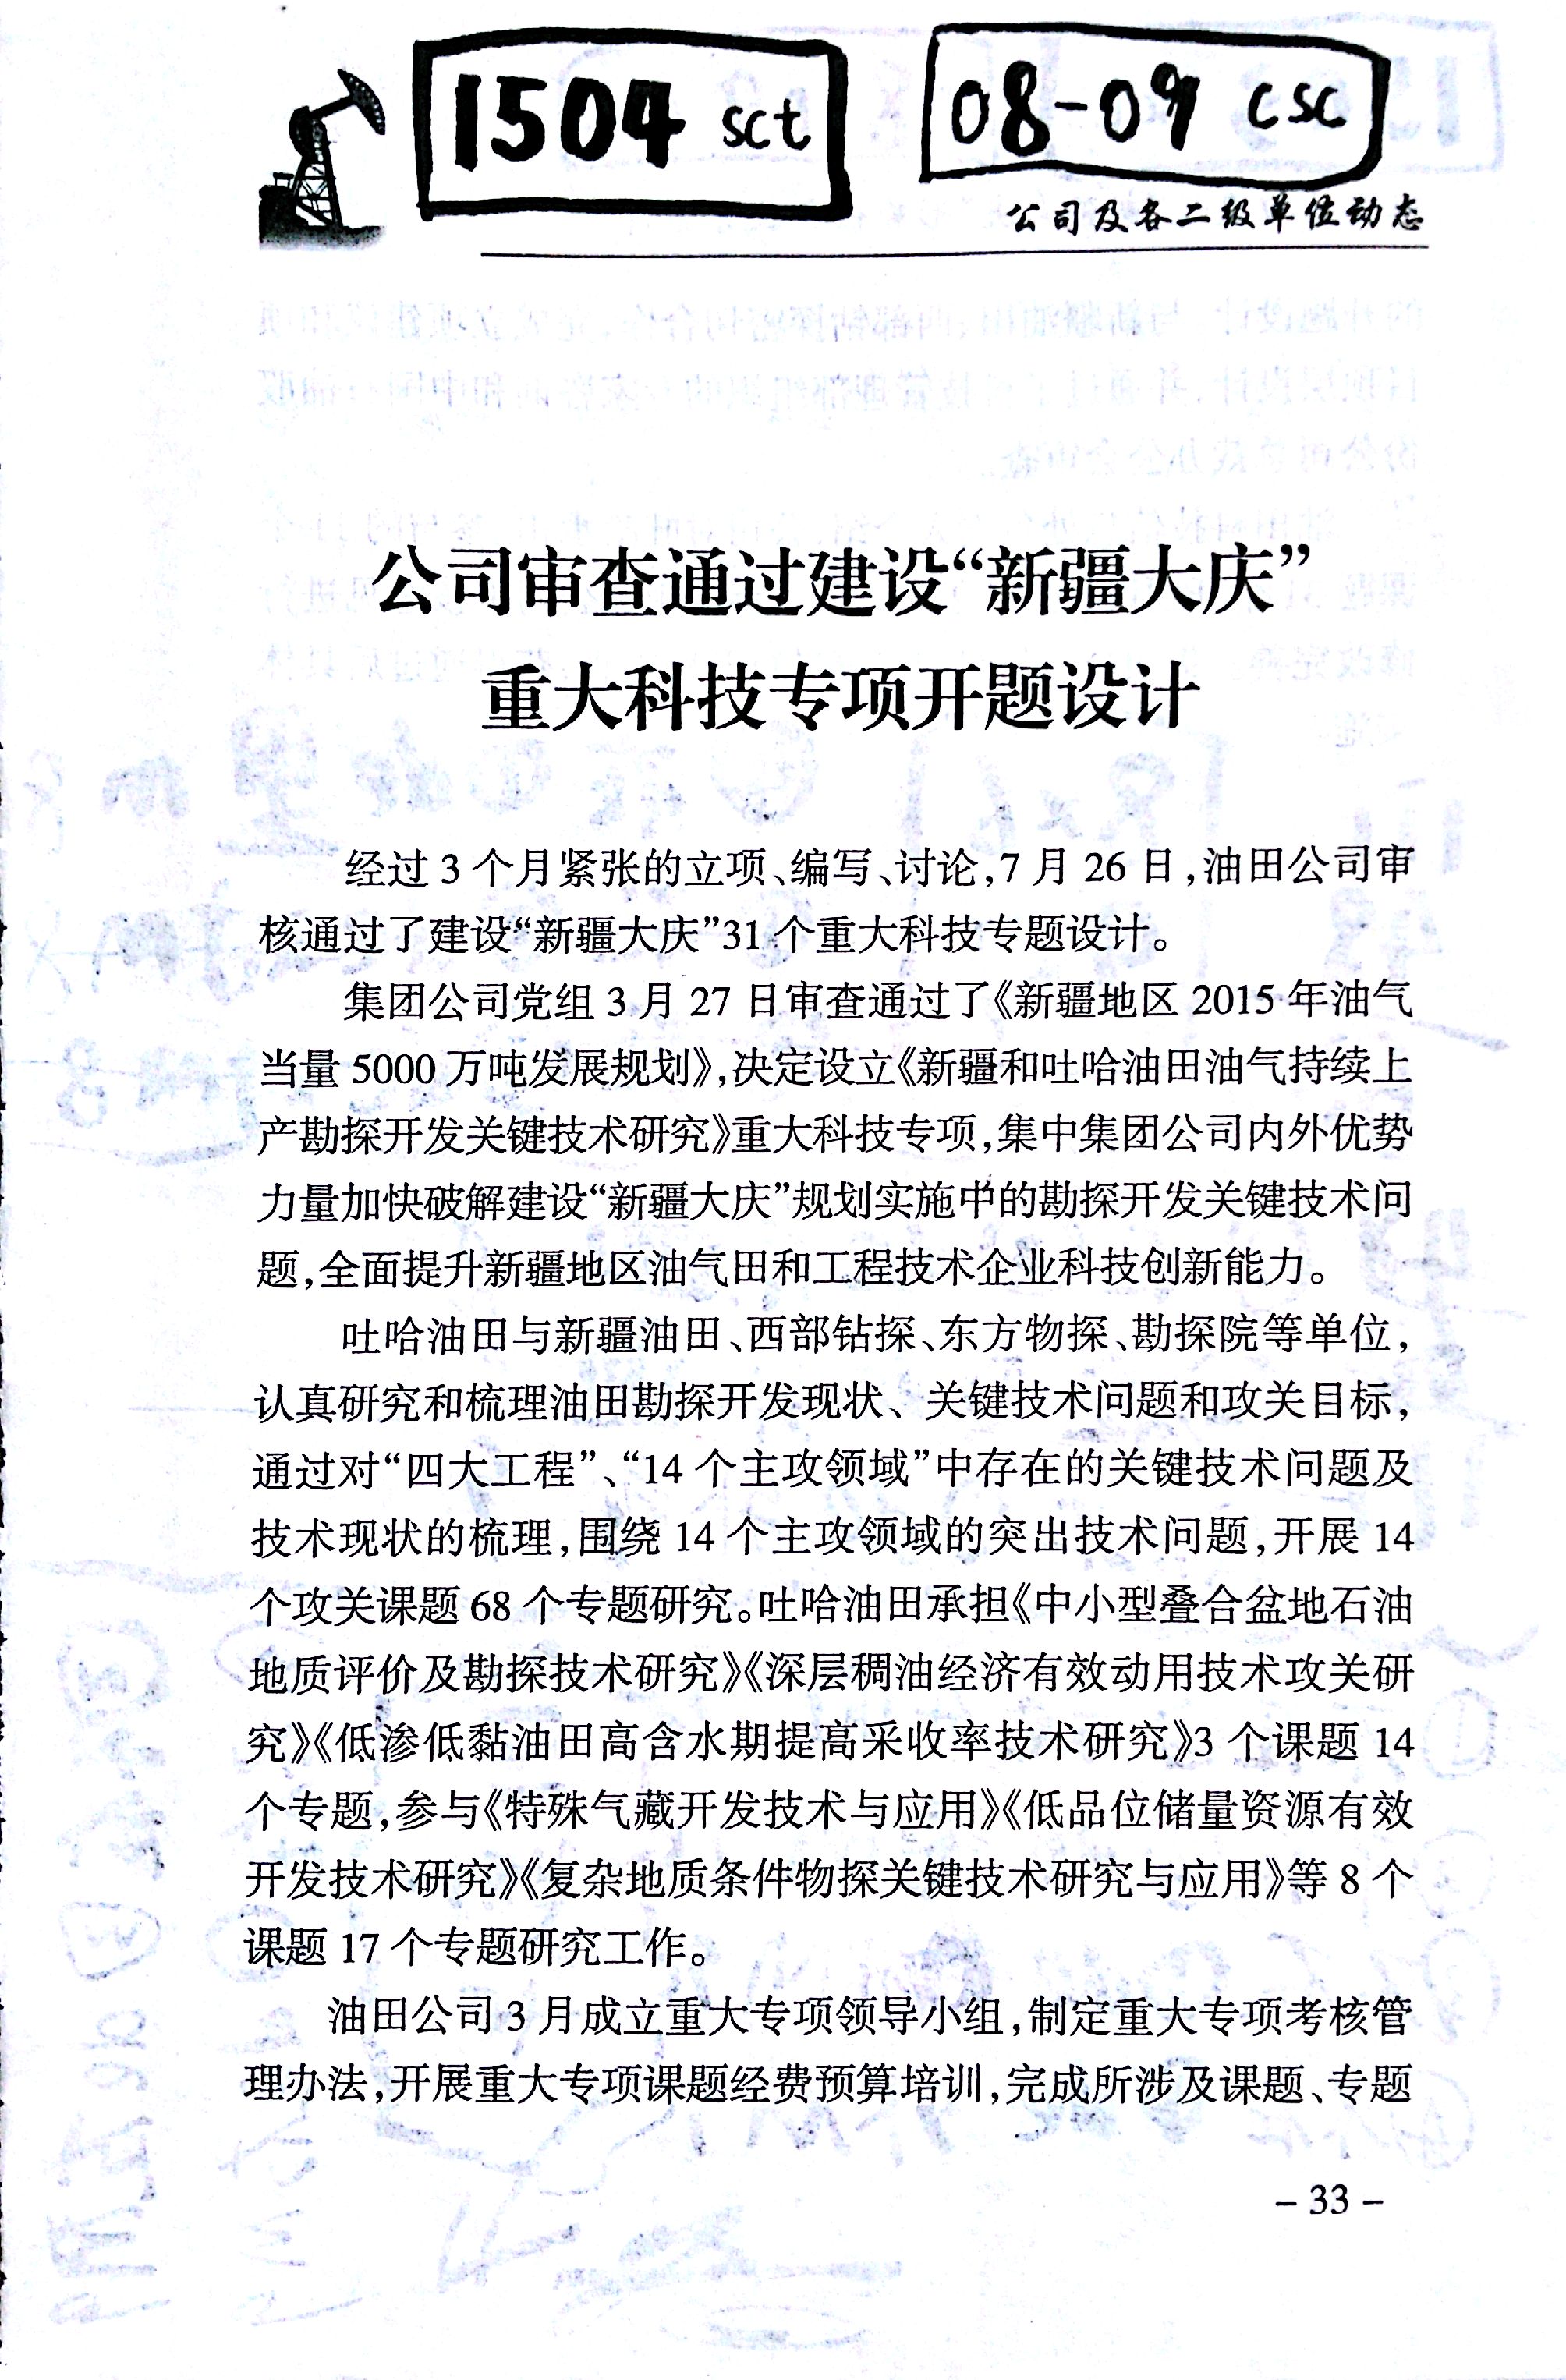 1504 sct
08-09 csc
公司及各二级单位动态
公司审查通过建设“新疆大庆”
重大科技专项开题设计
经过3个月紧张的立项、编写、讨论,7月26日,油田公司审
核通过了建设“新疆大庆”31个重大科技专题设计。
集团公司党组3月27日审查通过了《新疆地区2015年油气
当量5000万吨发展规划》,决定设立《新疆和吐哈油田油气持续上
产勘探开发关键技术研究》重大科技专项,集中集团公司内外优势
力量加快破解建设“新疆大庆”规划实施中的勘探开发关键技术问
题,全面提升新疆地区油气田和工程技术企业科技创新能力。
吐哈油田与新疆油田、西部钻探、东方物探、勘探院等单位,
认真研究和梳理油田勘探开发现状、关键技术问题和攻关目标,
通过对“四大工程”、“14个主攻领域”中存在的关键技术问题及
技术现状的梳理,围绕14个主攻领域的突出技术问题,开展14
个攻关课题68个专题研究。吐哈油田承担《中小型叠合盆地石油
地质评价及勘探技术研究》《深层稠油经济有效动用技术攻关研
究》《低渗低黏油田高含水期提高采收率技术研究》3个课题14
个专题,参与《特殊气藏开发技术与应用》《低品位储量资源有效
开发技术研究》《复杂地质条件物探关键技术研究与应用》等8个
课题17个专题研究工作。
油田公司3月成立重大专项领导小组,制定重大专项考核管
理办法,开展重大专项课题经费预算培训,完成所涉及课题、专题
- 33 -